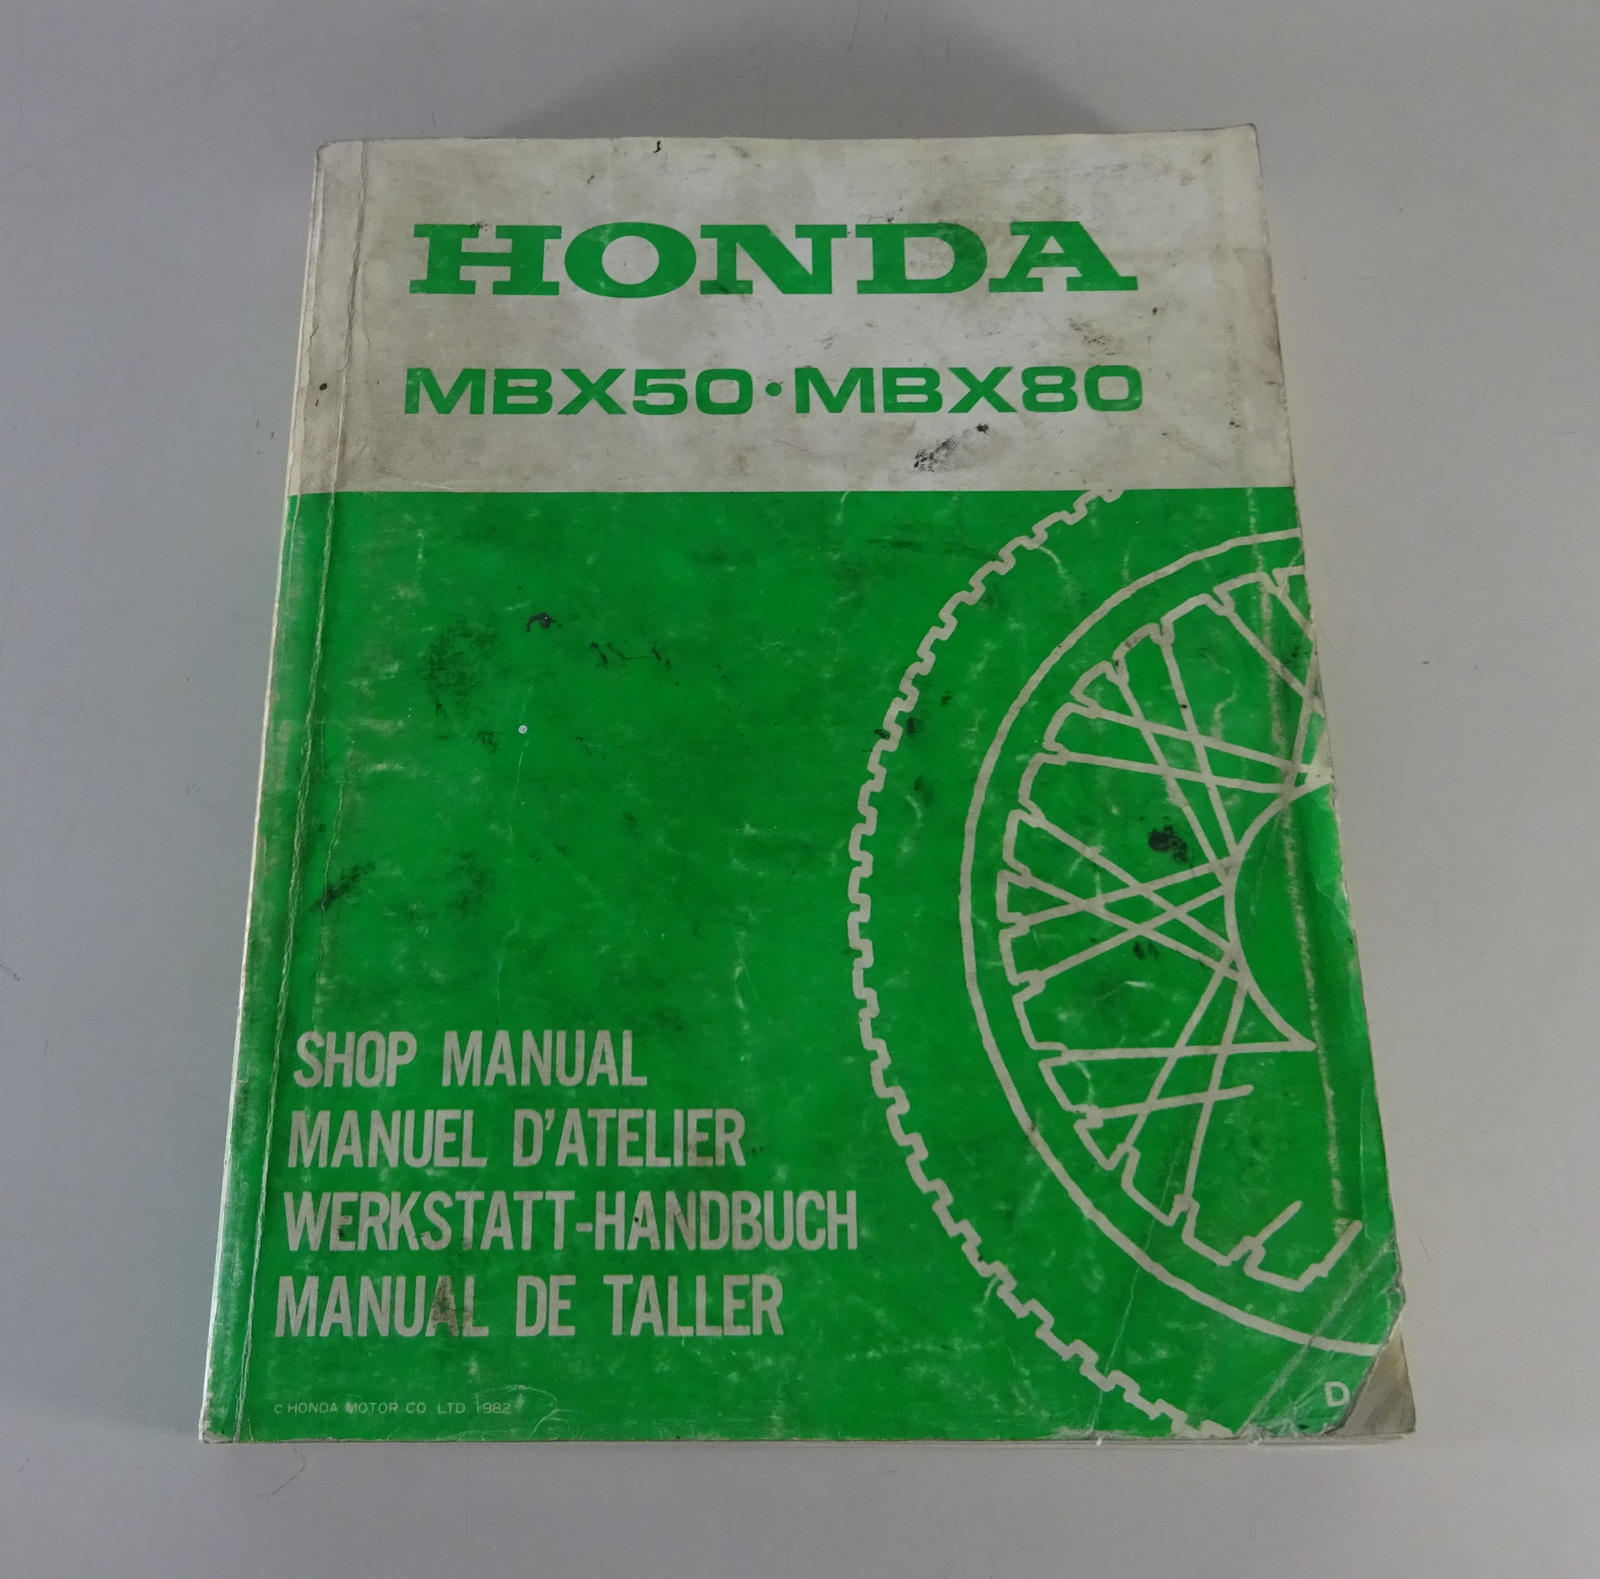 HONDA
MBX50·MBX80
SHOP MANUAL
MANUEL D'ATELIER
WERKSTATT-HANDBUCH
MANUAL DE TALLER
C HONDA MOTOR CO. LTD 1982
D